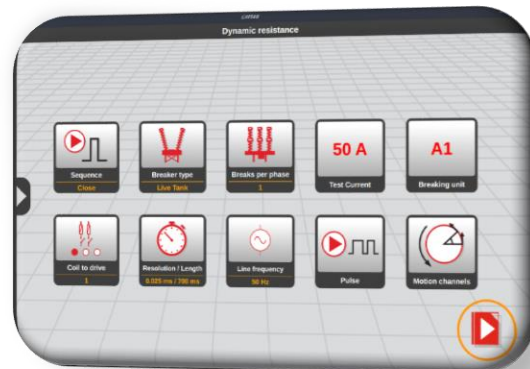 Dynamic resistance
Sequence
Close
Breaker type
Live Tank
Breaks per phase
1
50 A
Test Current
A1
Breaking unit
Coil to drive
1
Resolution / Length
Line frequency
50 Hz
Pulse
Motion channels